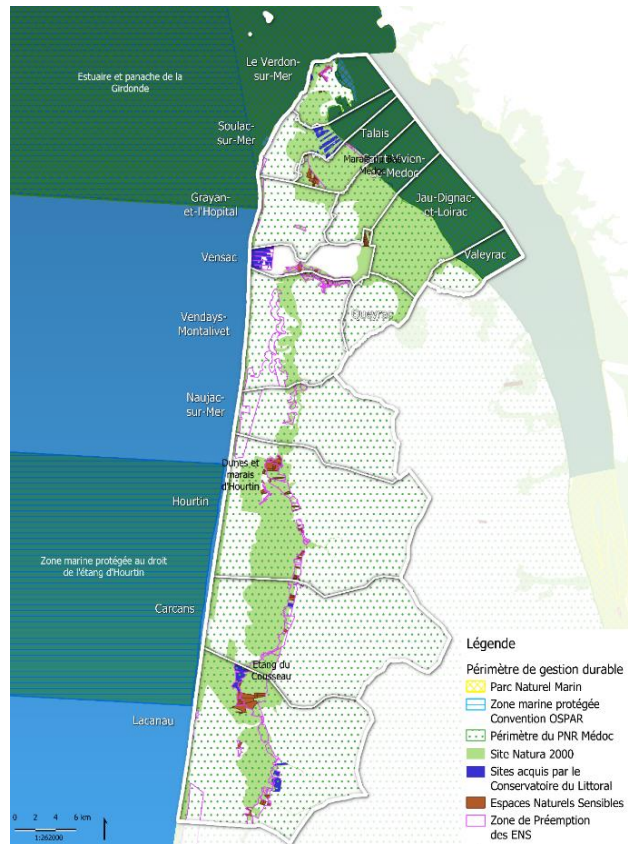 Le Verdon-
sur-Mer
Estuaire et panache de la
Girdonde
Soulac-
sur-Mer
Talais
Jau-Dignac-
et-Loirac
Grayan-
et-l'Hopital
Valeyrac
Vensac
Queyrac
Vendays-
Montalivet
Naujac-
sur-Mer
Dunes et
marais
d'Hourtin
Hourtin
Zone marine protégée au droit
de l'étang d'Hourtin
Carcans
Etang du
Cousseau
Lacanau
Légende
Périmètre de gestion durable
Parc Naturel Marin
Zone marine protégée
Convention OSPAR
Périmètre du PNR Médoc
Site Natura 2000
Sites acquis par le
Conservatoire du Littoral
Espaces Naturels Sensibles
Zone de Préemption
des ENS
0 2 4 6 km
1:262000